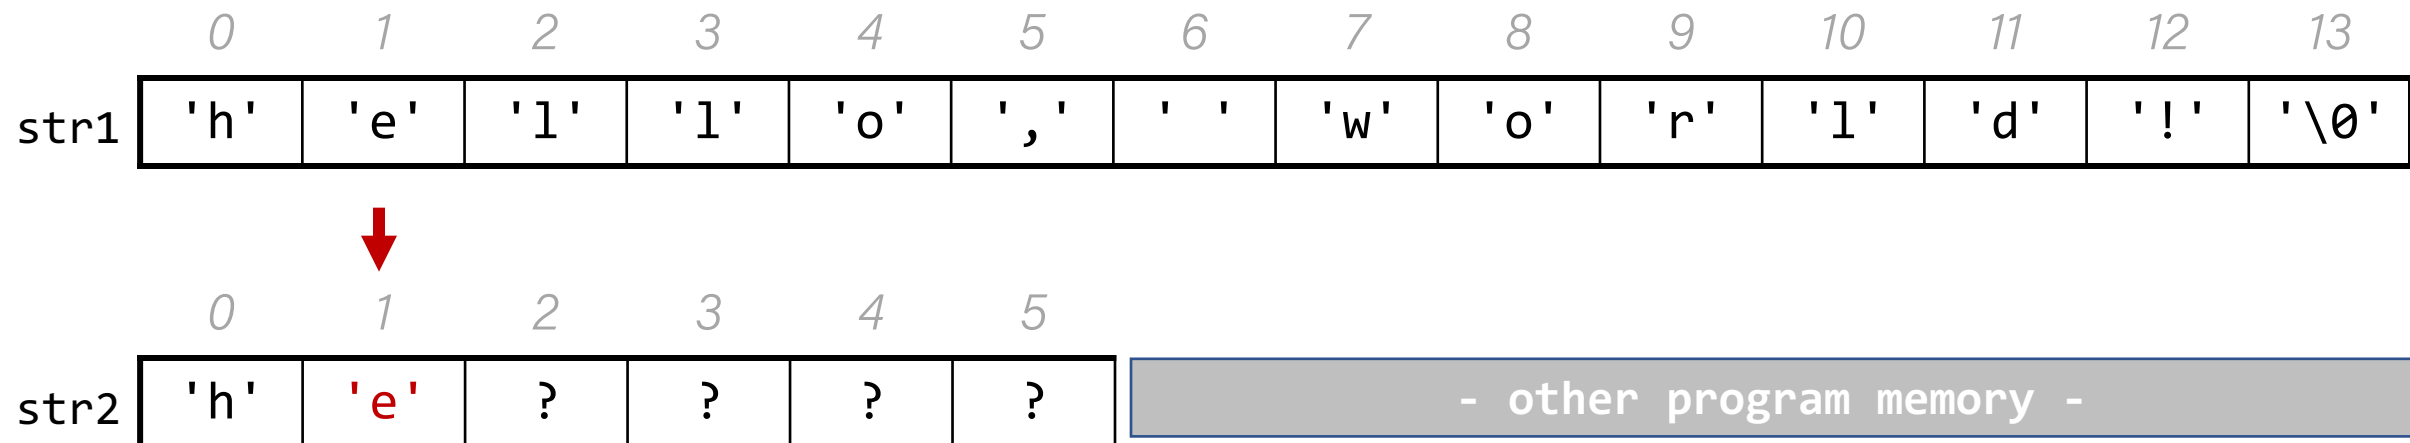 0 1 2 3 4 5 6 7 8 9 10 11 12 13
str1 'h' 'e' 'l' 'l' 'o' ',' ' ' 'w' 'o' 'r' 'l' 'd' '!' '\0'
0 1 2 3 4 5
str2 'h' 'e' ? ? ? ? - other program memory -